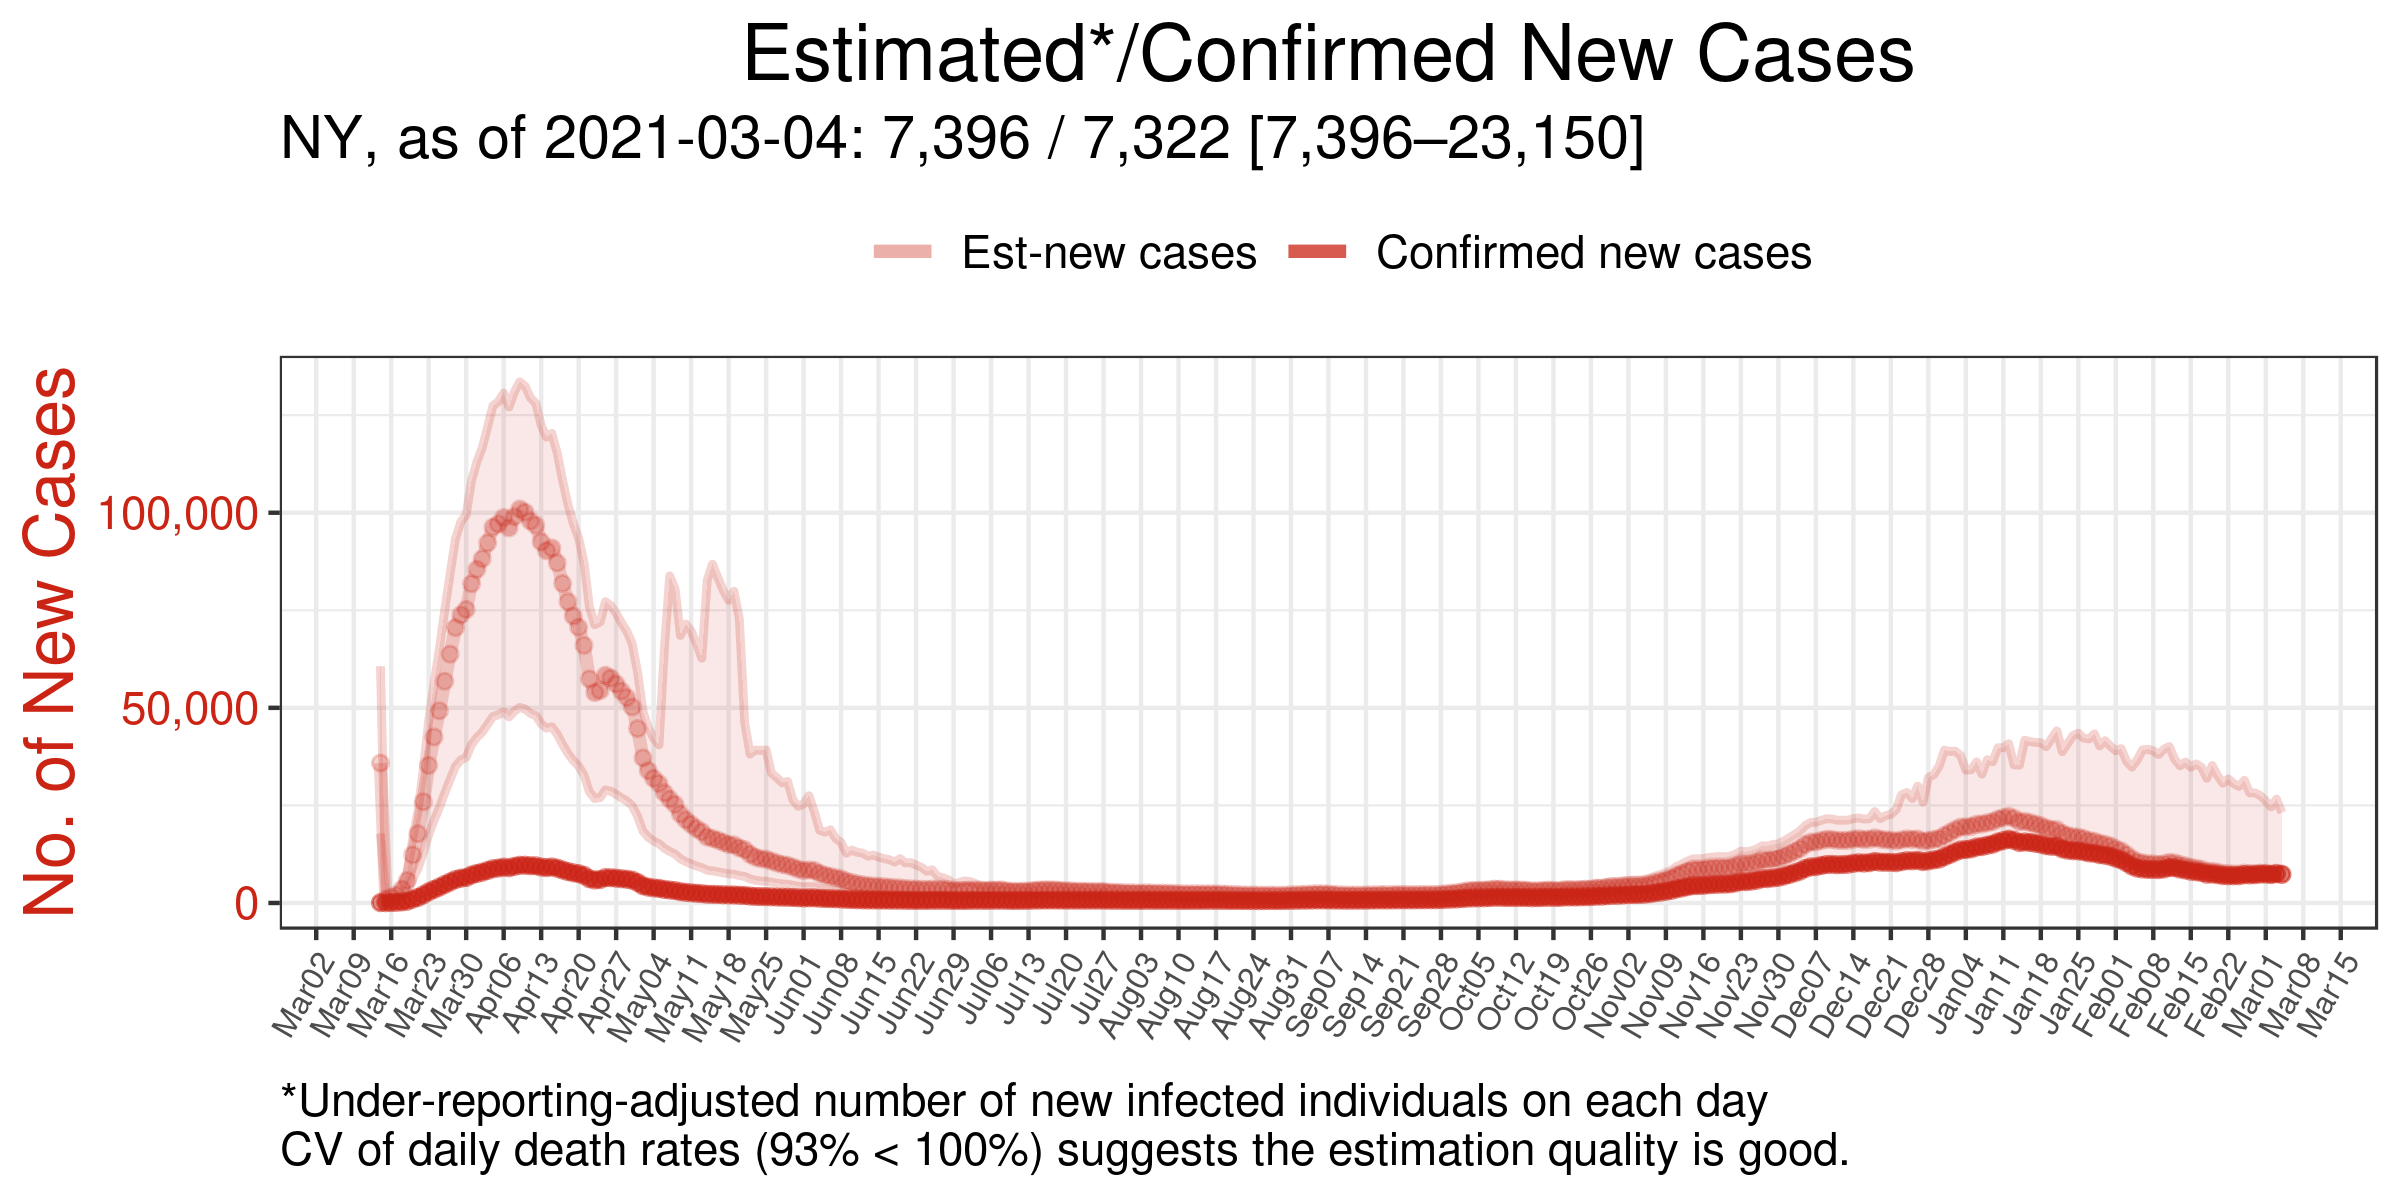 Estimated*/Confirmed New Cases
NY, as of 2021-03-04: 7,396 / 7,322 [7,396–23,150]
Est-new cases Confirmed new cases
No. of New Cases
100,000
50,000
0
Mar02 Mar09 Mar16 Mar23 Mar30 Apr06 Apr13 Apr20 Apr27 May04 May11 May18 May25 Jun01 Jun08 Jun15 Jun22 Jun29 Jul06 Jul13 Jul20 Jul27 Aug03 Aug10 Aug17 Aug24 Aug31 Sep07 Sep14 Sep21 Sep28 Oct05 Oct12 Oct19 Oct26 Nov02 Nov09 Nov16 Nov23 Nov30 Dec07 Dec14 Dec21 Dec28 Jan04 Jan11 Jan18 Jan25 Feb01 Feb08 Feb15 Feb22 Mar01 Mar08 Mar15
*Under-reporting-adjusted number of new infected individuals on each day
CV of daily death rates (93% < 100%) suggests the estimation quality is good.